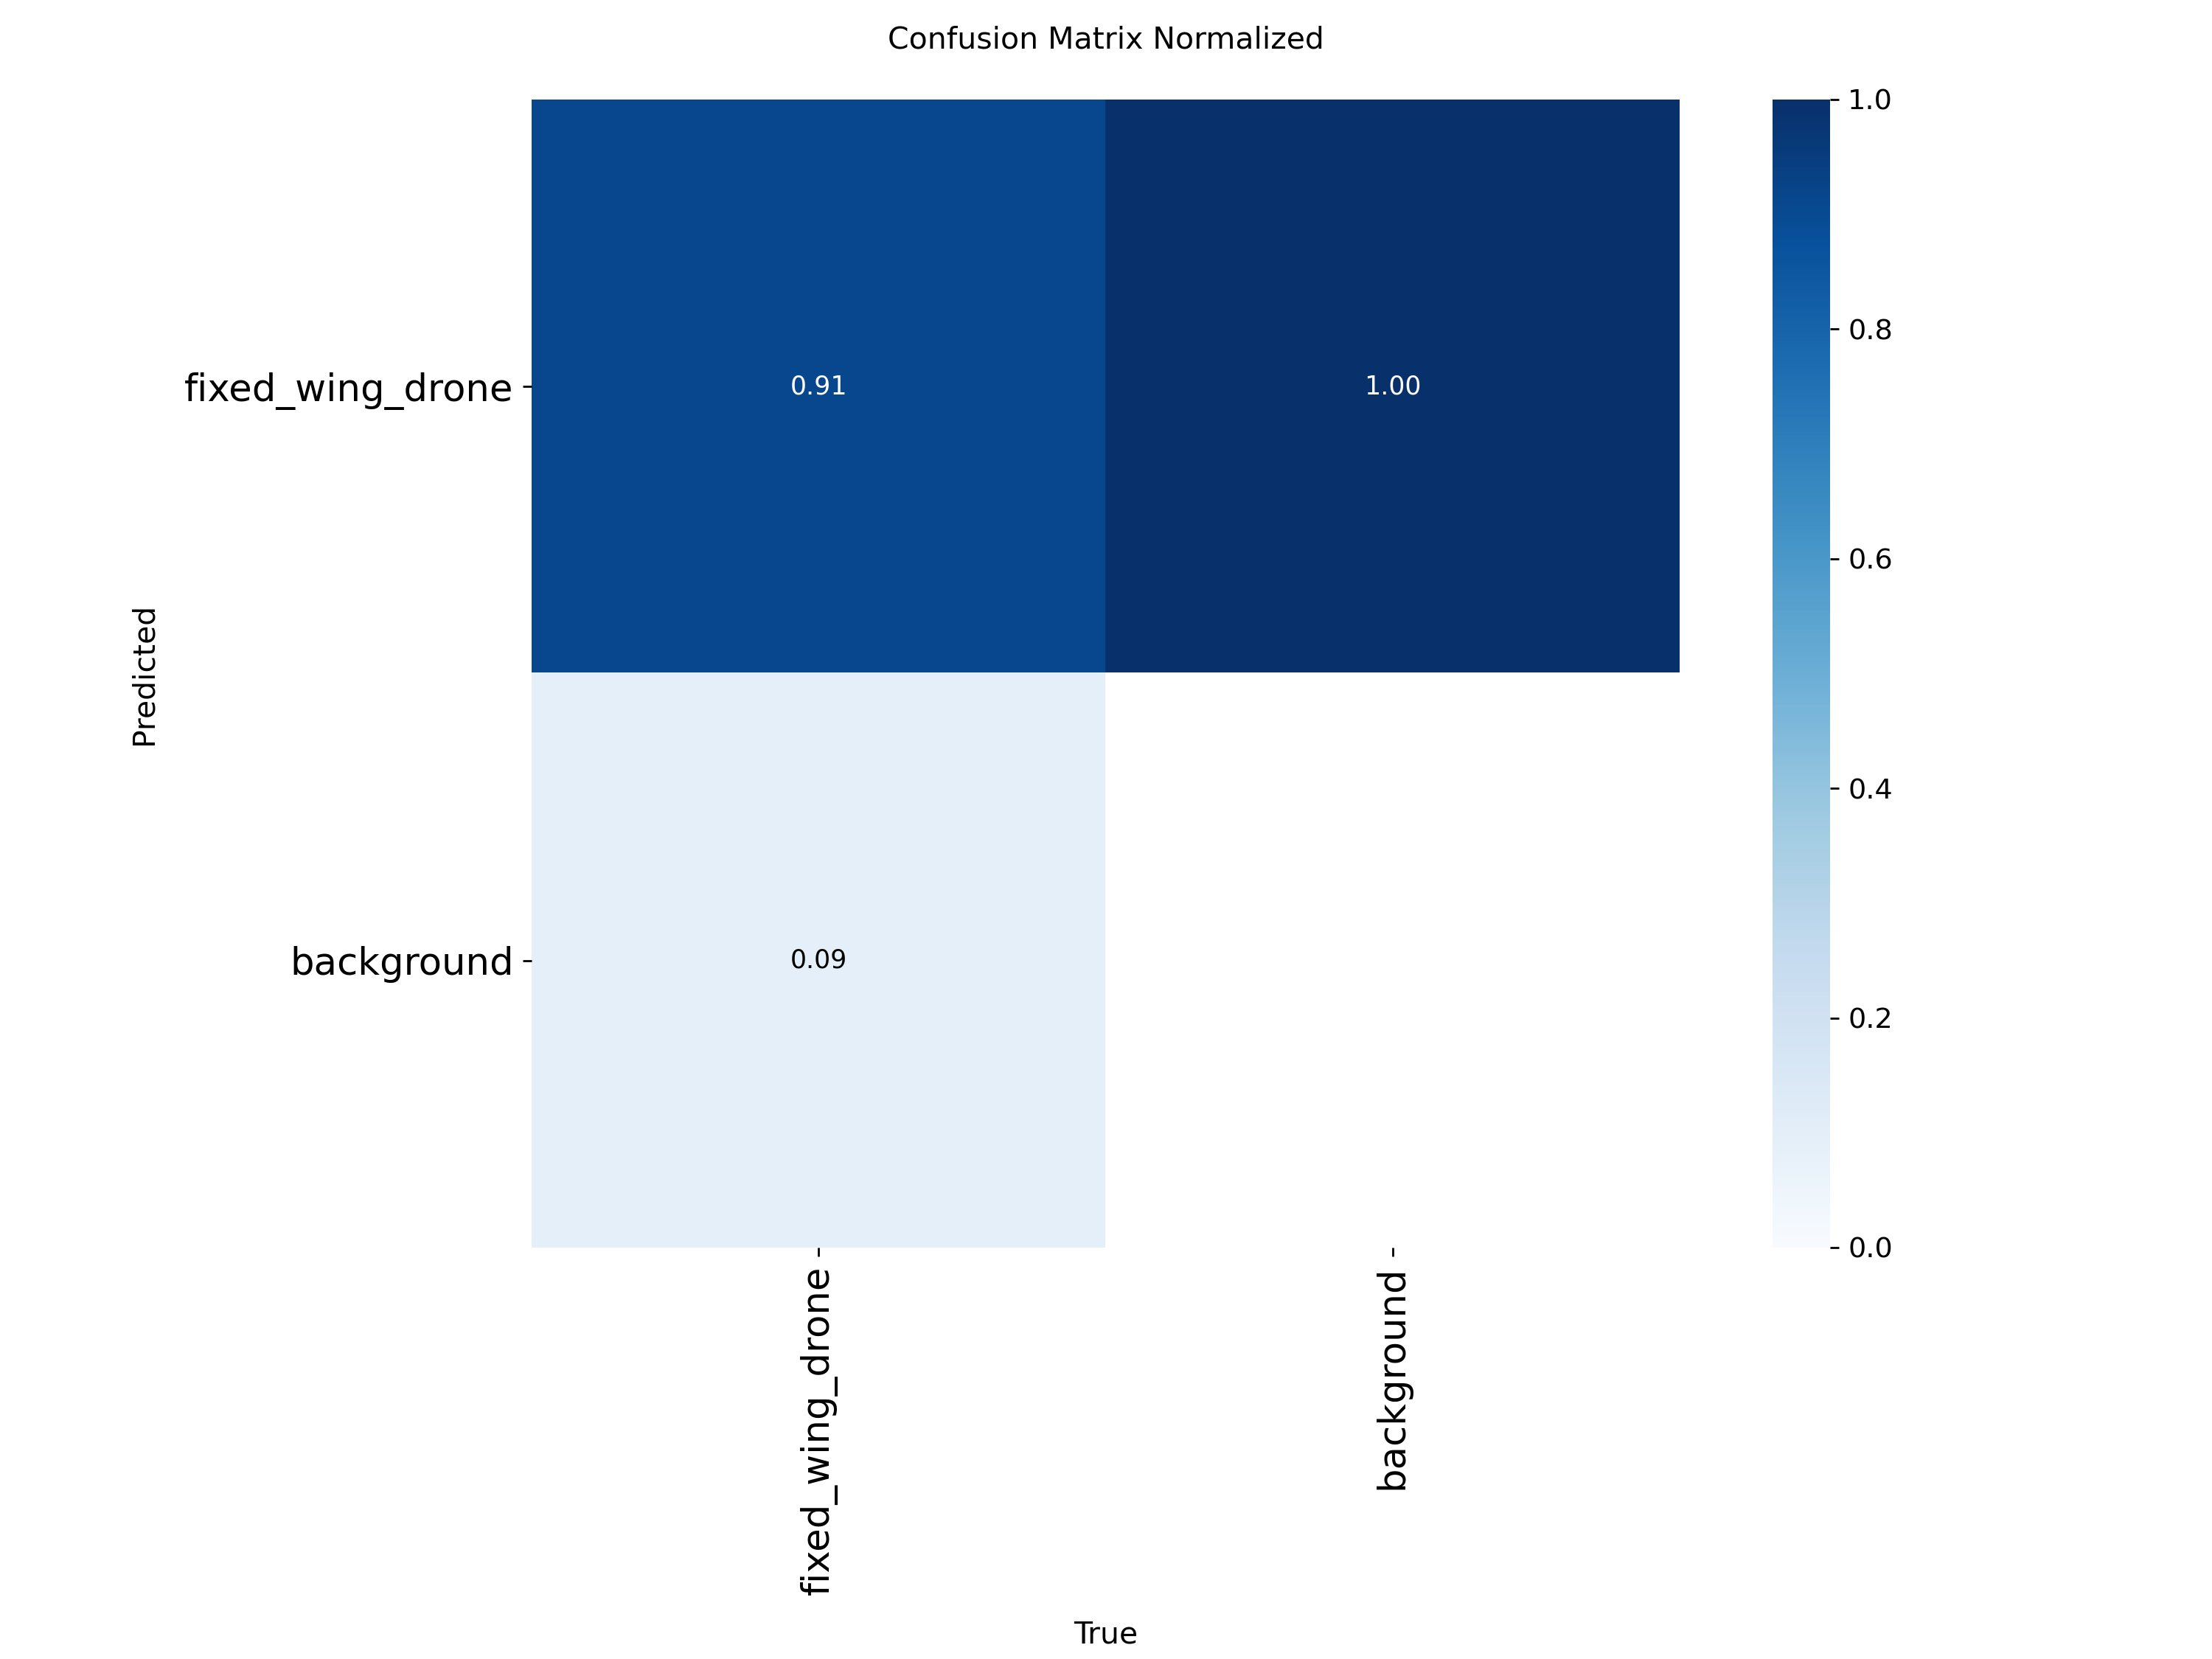 Confusion Matrix Normalized
1.0
fixed_wing_drone
0.91
1.00
0.8
0.6
Predicted
0.4
background
0.09
0.2
0.0
fixed_wing_drone
background
True